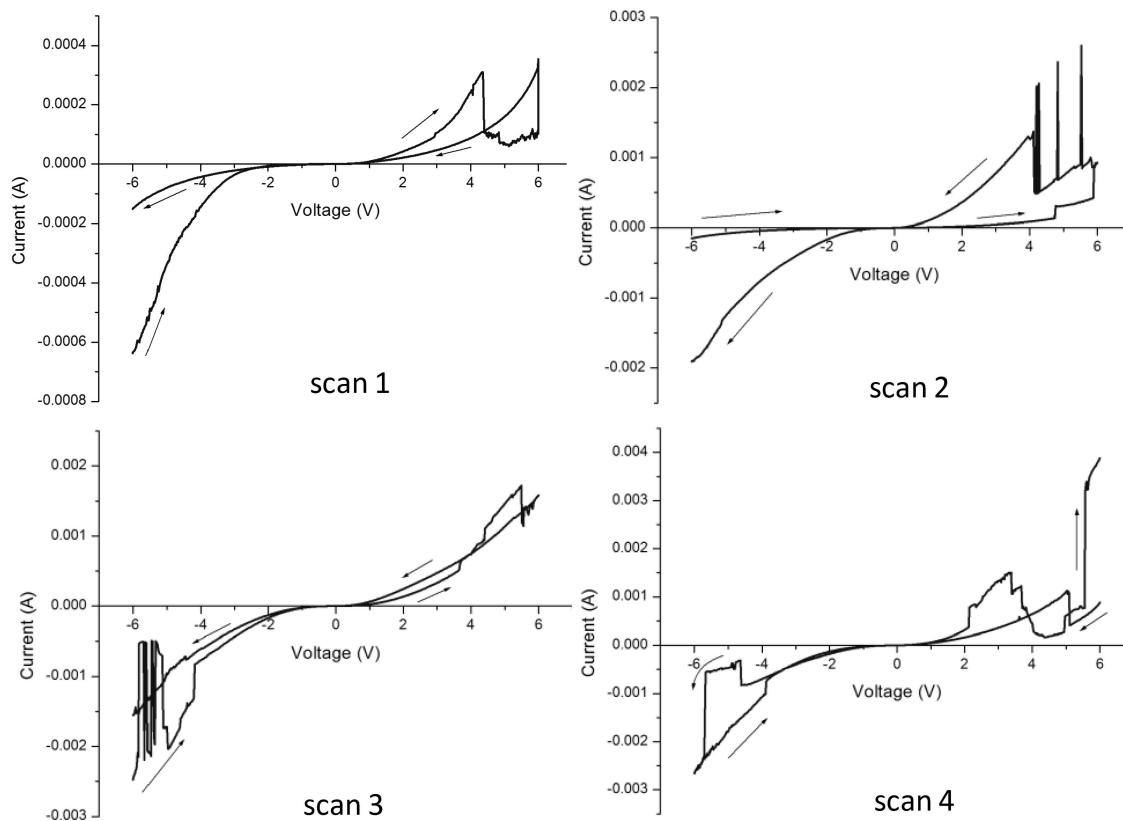 0.0004
0.0002
0.0000
-0.0002
-0.0004
-0.0006
-0.0008
-6 -4 -2 0 2 4 6
Voltage (V)
Current (A)
scan 1
0.003
0.002
0.001
0.000
-0.001
-0.002
-6 -4 -2 0 2 4 6
Voltage (V)
Current (A)
scan 2
0.002
0.001
0.000
-0.001
-0.002
-0.003
-6 -4 -2 0 2 4 6
Voltage (V)
Current (A)
scan 3
0.004
0.003
0.002
0.001
0.000
-0.001
-0.002
-0.003
-6 -4 -2 0 2 4 6
Voltage (V)
Current (A)
scan 4